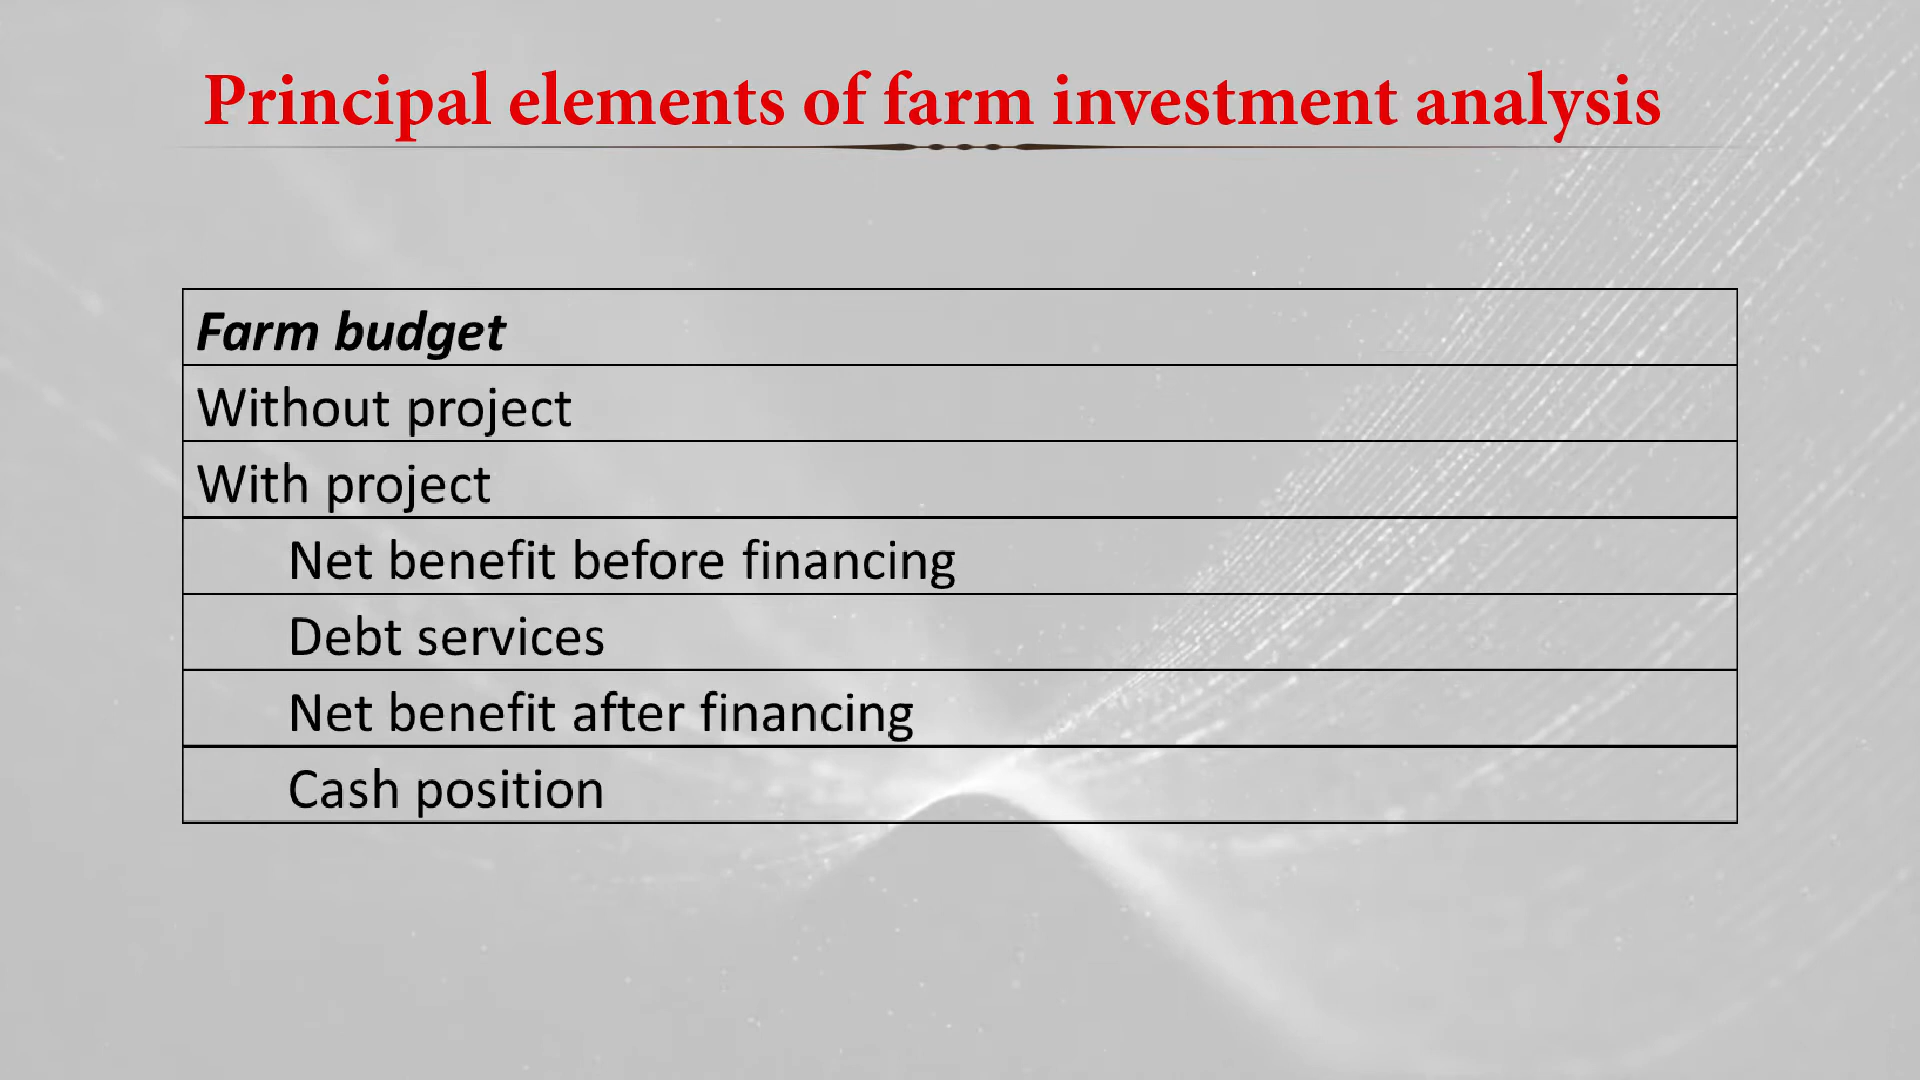 Principal elements of farm investment analysis
Farm budget
Without project
With project
Net benefit before financing
Debt services
Net benefit after financing
Cash position